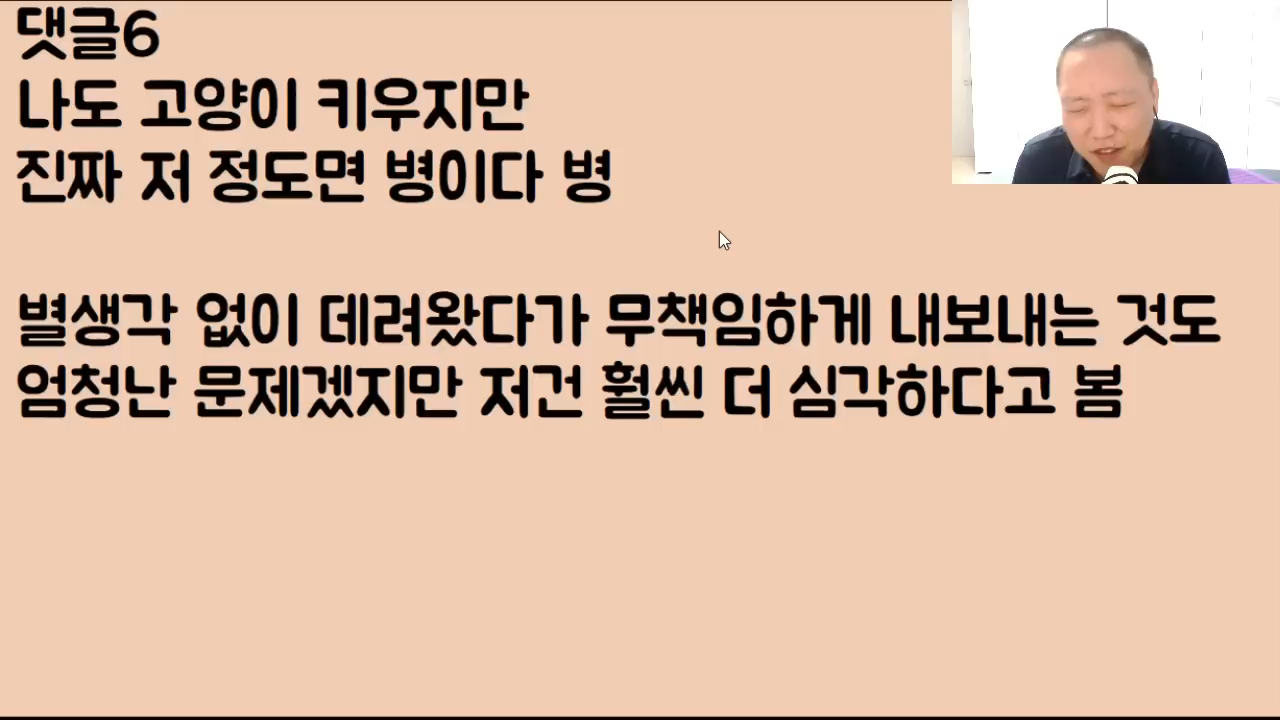 댓글6
나도 고양이 키우지만
진짜 저 정도면 병이다 병
별생각 없이 데려왔다가 무책임하게 내보내는 것도
엄청난 문제겠지만 저건 훨씬 더 심각하다고 봄